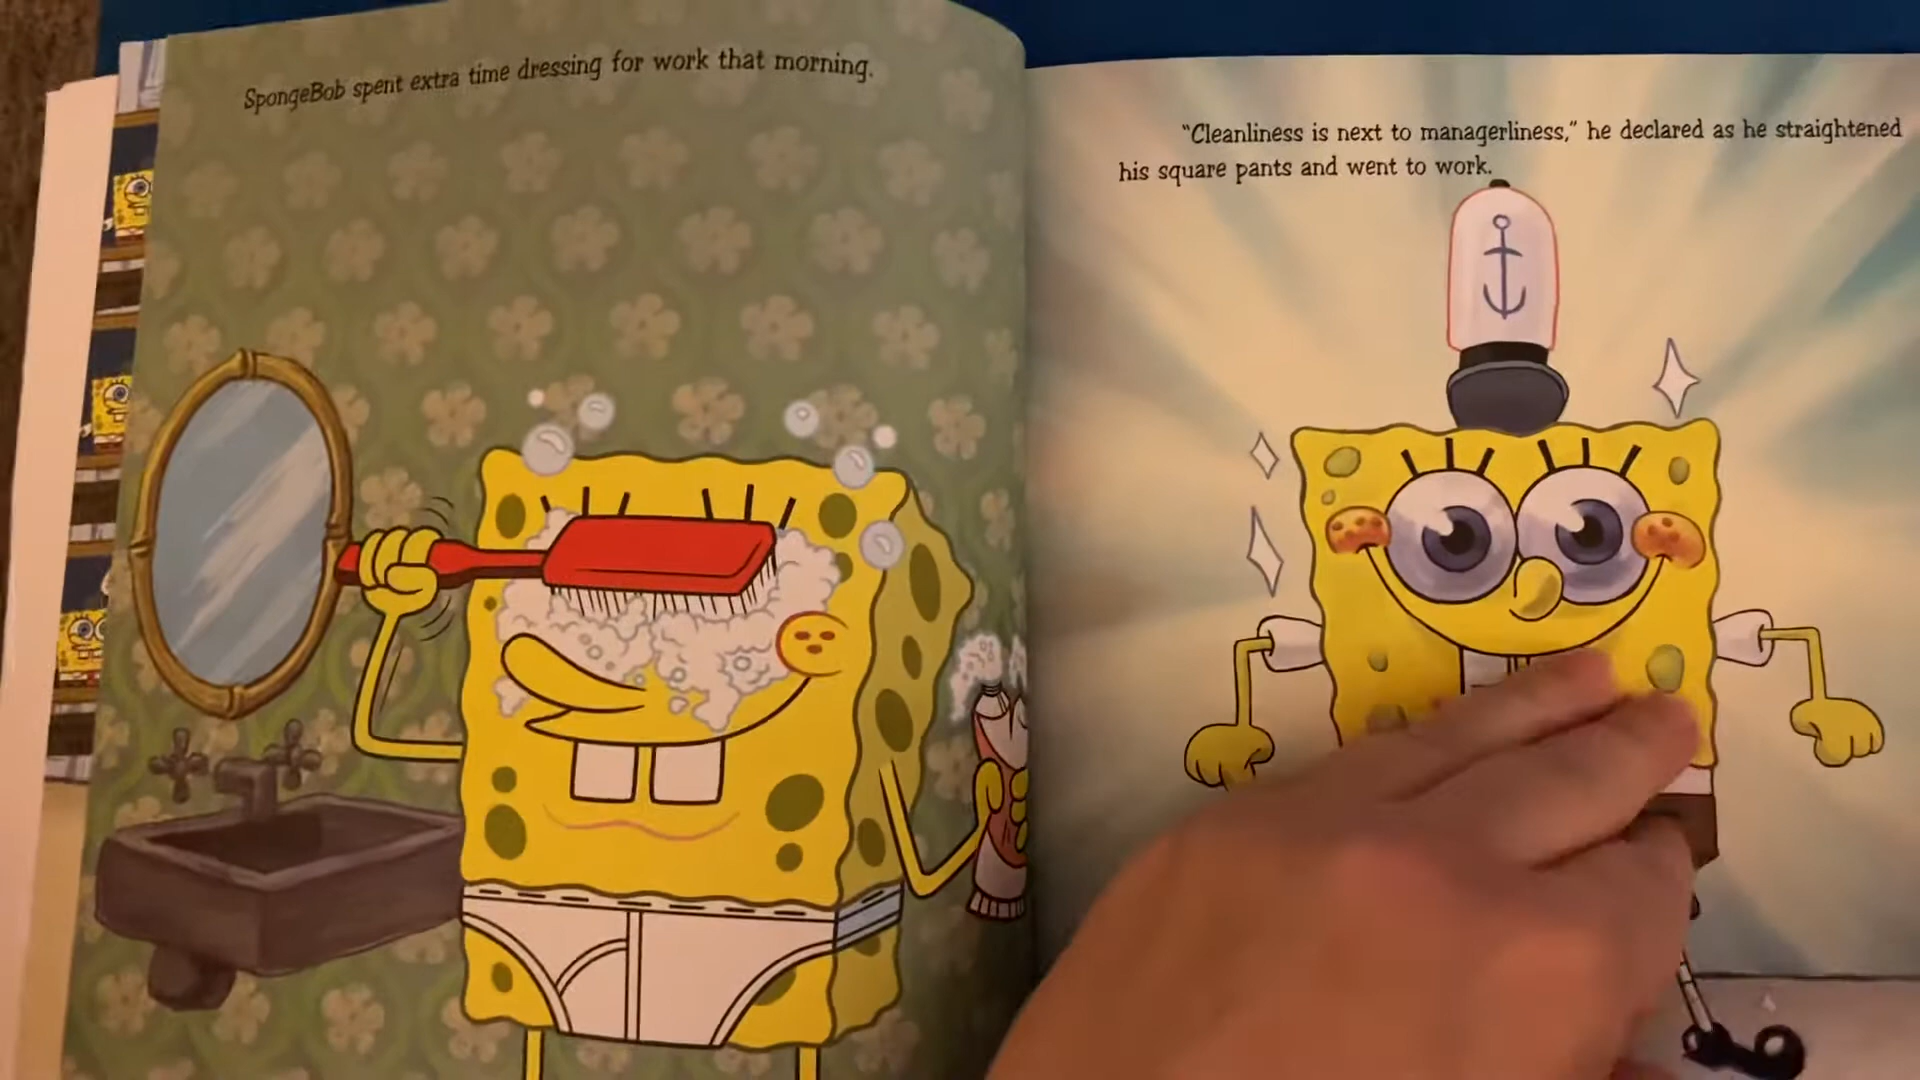 SpongeBob spent extra time dressing for work that morning.
"Cleanliness is next to managerliness," he declared as he straightened
his square pants and went to work.